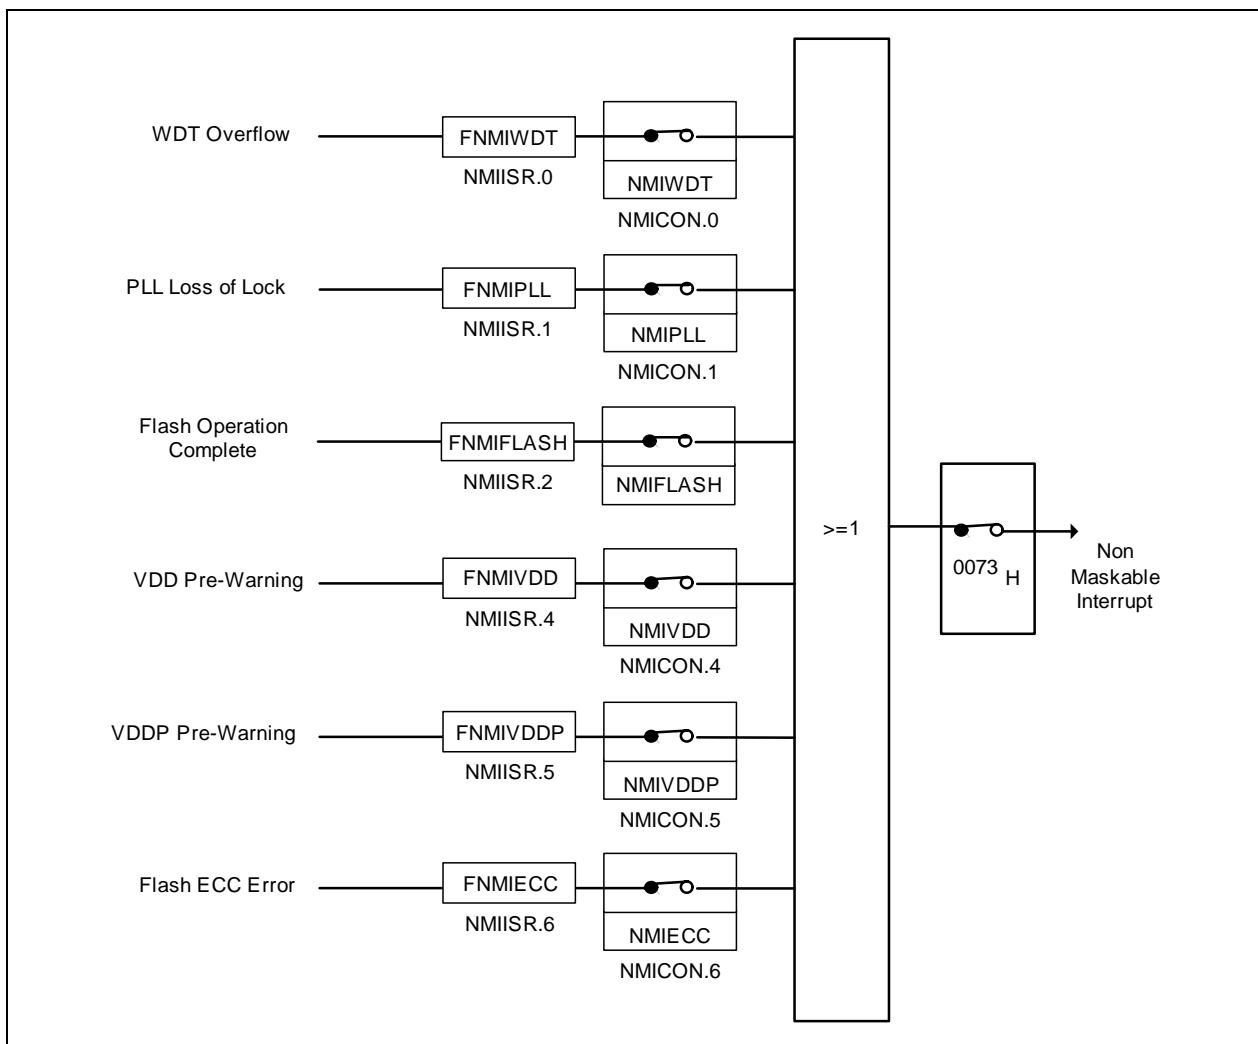 WDT Overflow
FNMIWDT
NMIISR.0
NMIWDT
NMICON.0
PLL Loss of Lock
FNMIPLL
NMIISR.1
NMIPLL
NMICON.1
Flash Operation
Complete
FNMIFLASH
NMIISR.2
NMIFLASH
VDD Pre-Warning
FNMIVDD
NMIISR.4
NMIVDD
NMICON.4
VDDP Pre-Warning
FNMIVDDP
NMIISR.5
NMIVDDP
NMICON.5
Flash ECC Error
FNMIECC
NMIISR.6
NMIECC
NMICON.6
>=1
0073 H
Non
Maskable
Interrupt